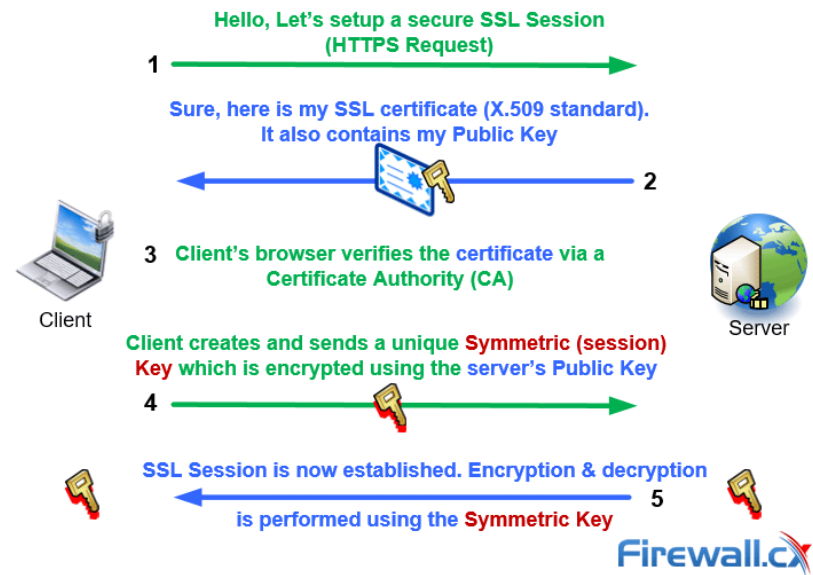 Hello, Let's setup a secure SSL Session
(HTTPS Request)
1
Sure, here is my SSL certificate (X.509 standard).
It also contains my Public Key
2
3 Client's browser verifies the certificate via a
Certificate Authority (CA)
Client
Server
Client creates and sends a unique Symmetric (session)
Key which is encrypted using the server's Public Key
4
SSL Session is now established. Encryption & decryption
5
is performed using the Symmetric Key
Firewall.cx